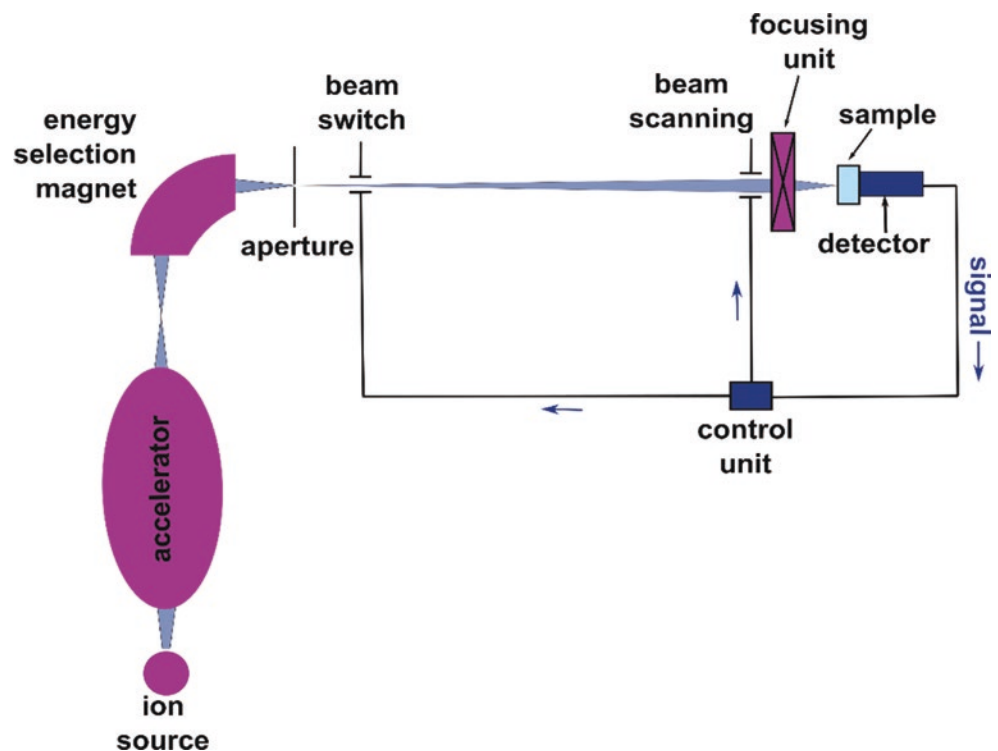 focusing
unit
beam
switch
beam
scanning
sample
energy
selection
magnet
aperture
detector
signal
control
unit
accelerator
ion
source